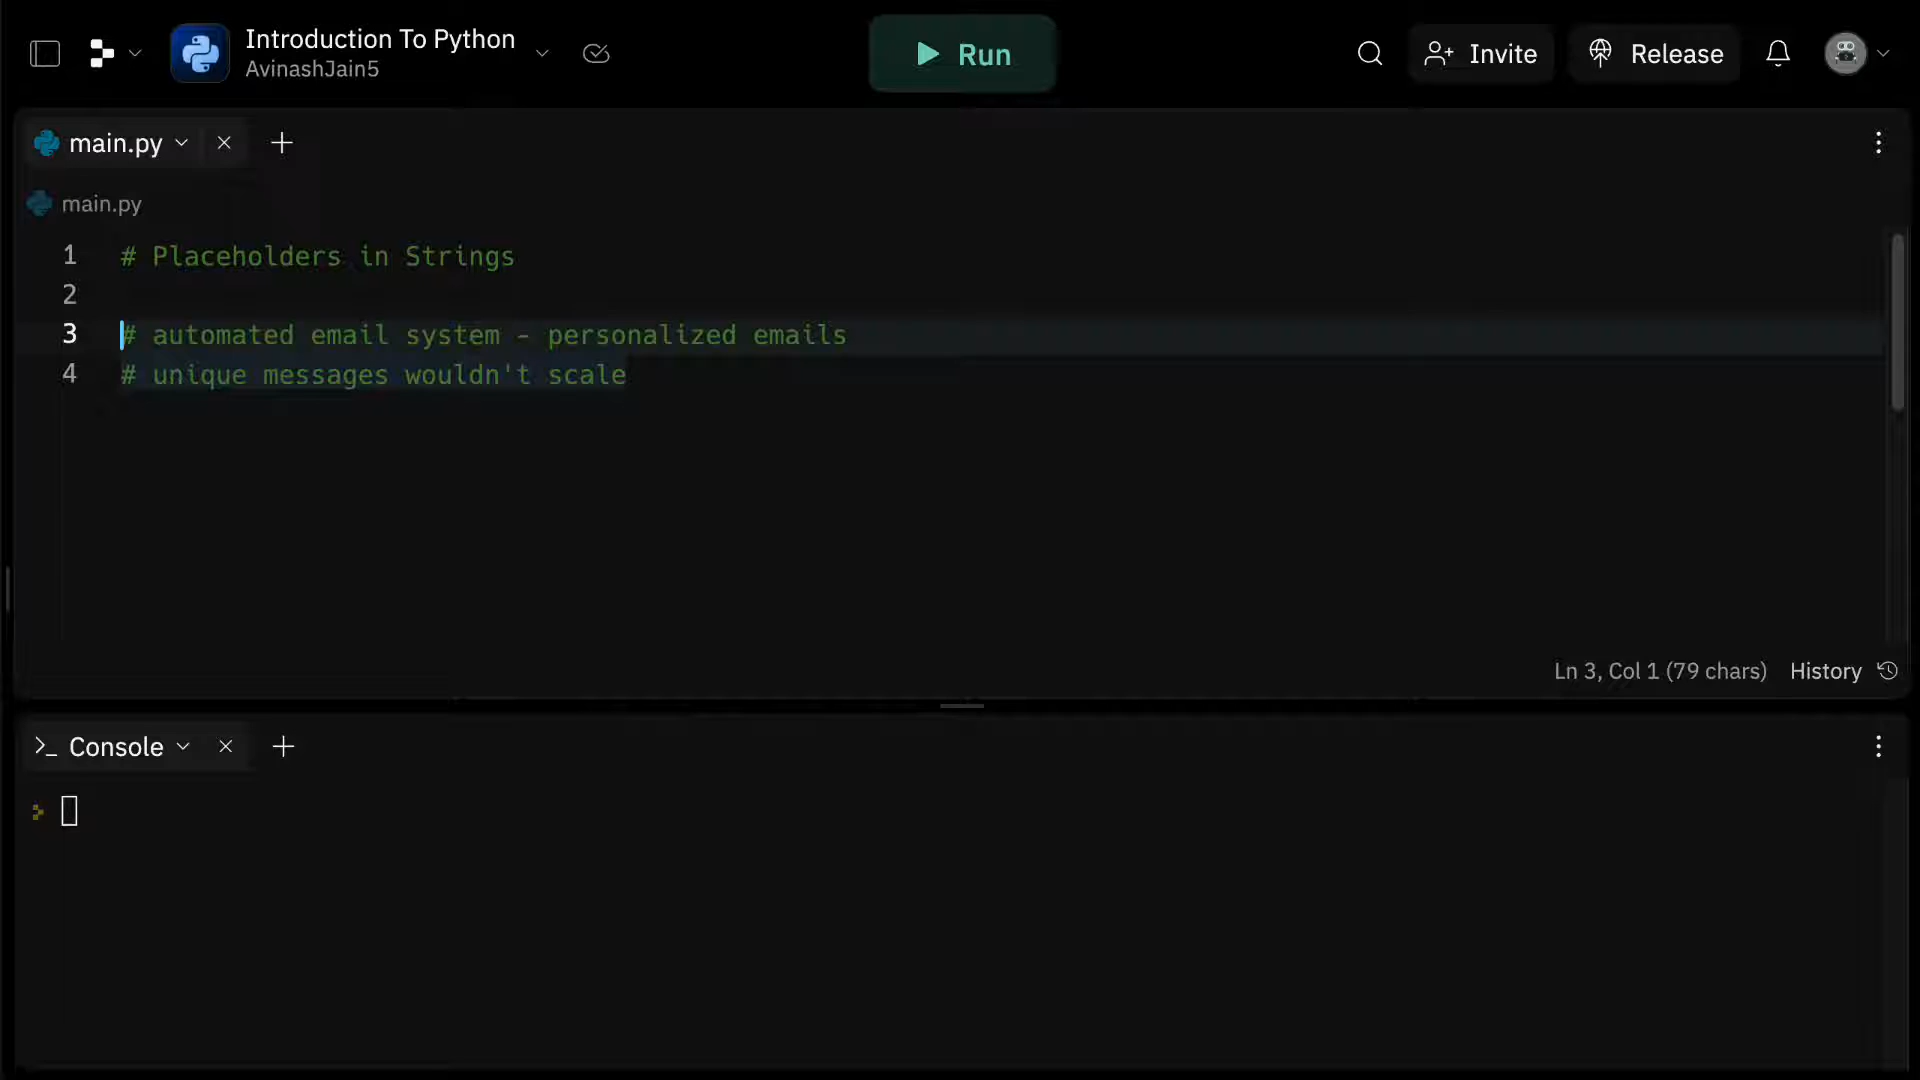 Introduction To Python
AvinashJain5
Run
Invite
Release
main.py
main.py
1 # Placeholders in Strings
2
3 # automated email system - personalized emails
4 # unique messages wouldn't scale
Ln 3, Col 1 (79 chars) History
Console